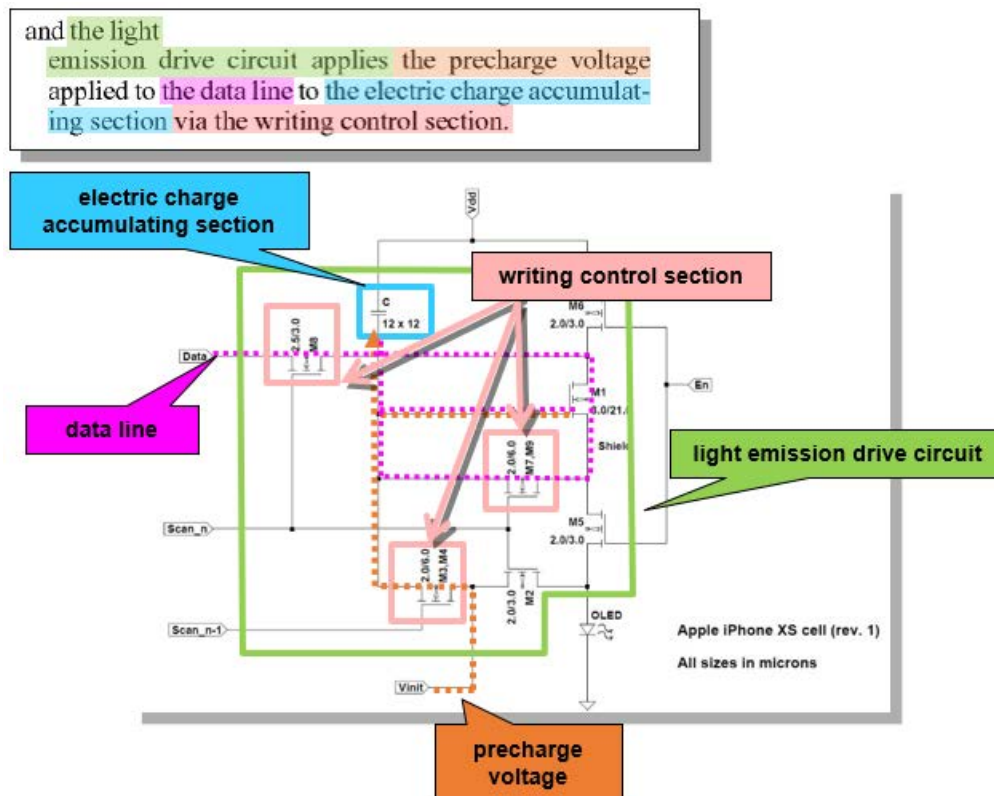 and the light
emission drive circuit applies the precharge voltage
applied to the data line to the electric charge accumulat-
ing section via the writing control section.
electric charge
accumulating section
Vdd
writing control section
C
12 x 12
M6
2.0/3.0
2.5/3.0
M8
Data
data line
M1
En
2.0/6.0
M7,M9
light emission drive circuit
Scan_n
M5
2.0/3.0
2.0/6.0
M3,M4
2.0/3.0
M2
OLED
Scan_n-1
Apple iPhone XS cell (rev. 1)
All sizes in microns
Vinit
precharge
voltage